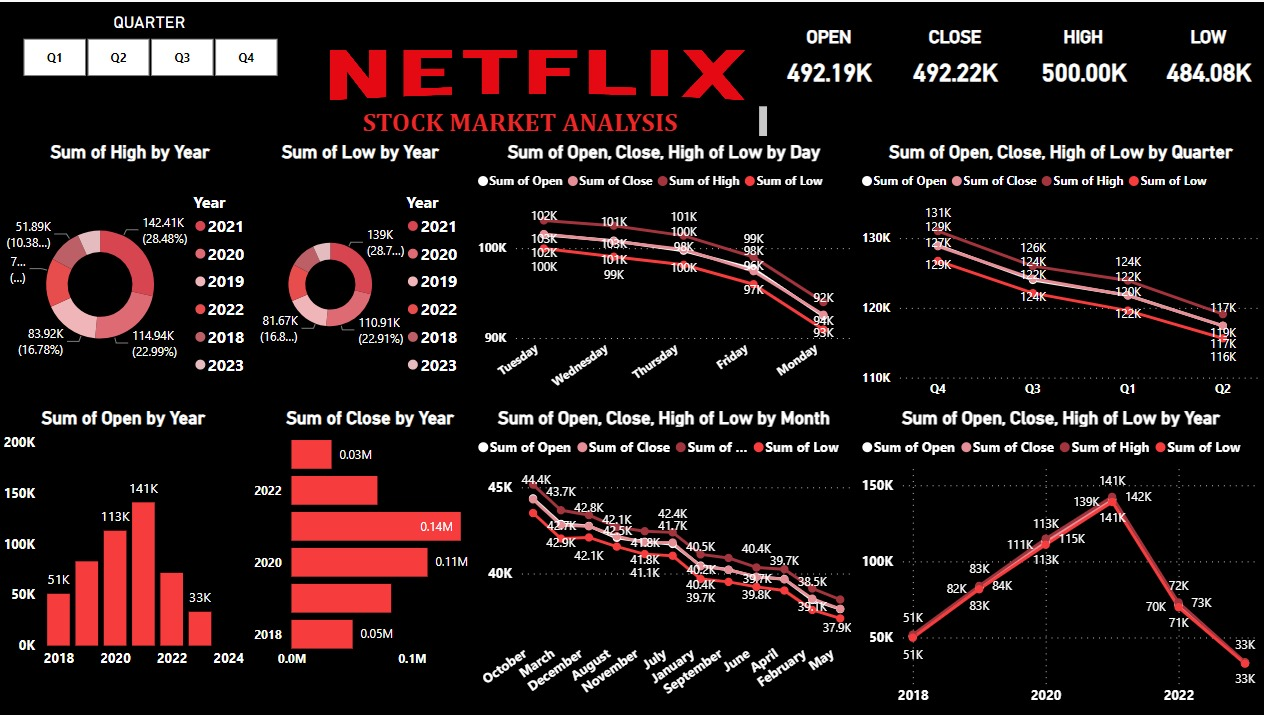 QUARTER
Q1 Q2 Q3 Q4
NETFLIX
STOCK MARKET ANALYSIS
OPEN CLOSE HIGH LOW
492.19K 492.22K 500.00K 484.08K
Sum of High by Year
Year
2021
2020
2019
2022
2018
2023
142.41K
(28.48%)
114.94K
(22.99%)
83.92K
(16.78%)
7...
(...)
51.89K
(10.38...)
Sum of Low by Year
Year
2021
2020
2019
2022
2018
2023
139K
(28.7...)
110.91K
(22.91%)
81.67K
(16.8...)
Sum of Open, Close, High of Low by Day
Sum of Open Sum of Close Sum of High Sum of Low
100K
90K
102K 101K 101K 99K 92K
103K 103K 100K 98K 94K
102K 101K 98K 96K 93K
100K 99K 100K 97K
Tuesday Wednesday Thursday Friday Monday
Sum of Open, Close, High of Low by Quarter
Sum of Open Sum of Close Sum of High Sum of Low
130K
120K
110K
131K 126K 124K 117K
129K 124K 122K 119K
127K 122K 120K 117K
129K 124K 122K 116K
Q4 Q3 Q1 Q2
Sum of Open by Year
200K
150K
100K
50K
0K
51K 113K 141K 33K
2018 2020 2022 2024
Sum of Close by Year
2022
2020
2018
0.03M
0.14M
0.11M
0.05M
0.0M 0.1M
Sum of Open, Close, High of Low by Month
Sum of Open Sum of Close Sum of ... Sum of Low
45K
40K
44.4K 43.7K 42.8K 42.1K 42.4K
42.7K 42.5K 41.8K 41.7K
42.9K 42.1K 41.8K 41.1K
40.5K 40.4K 39.7K 38.5K
40.2K 39.7K 39.1K
40.4K 39.8K 37.9K
39.7K
October March December August November July January September June April February May
Sum of Open, Close, High of Low by Year
Sum of Open Sum of Close Sum of High Sum of Low
150K
100K
50K
51K 83K 113K 141K 72K 33K
82K 84K 111K 115K 139K 142K 70K 73K
51K 83K 113K 141K 71K 33K
2018 2020 2022